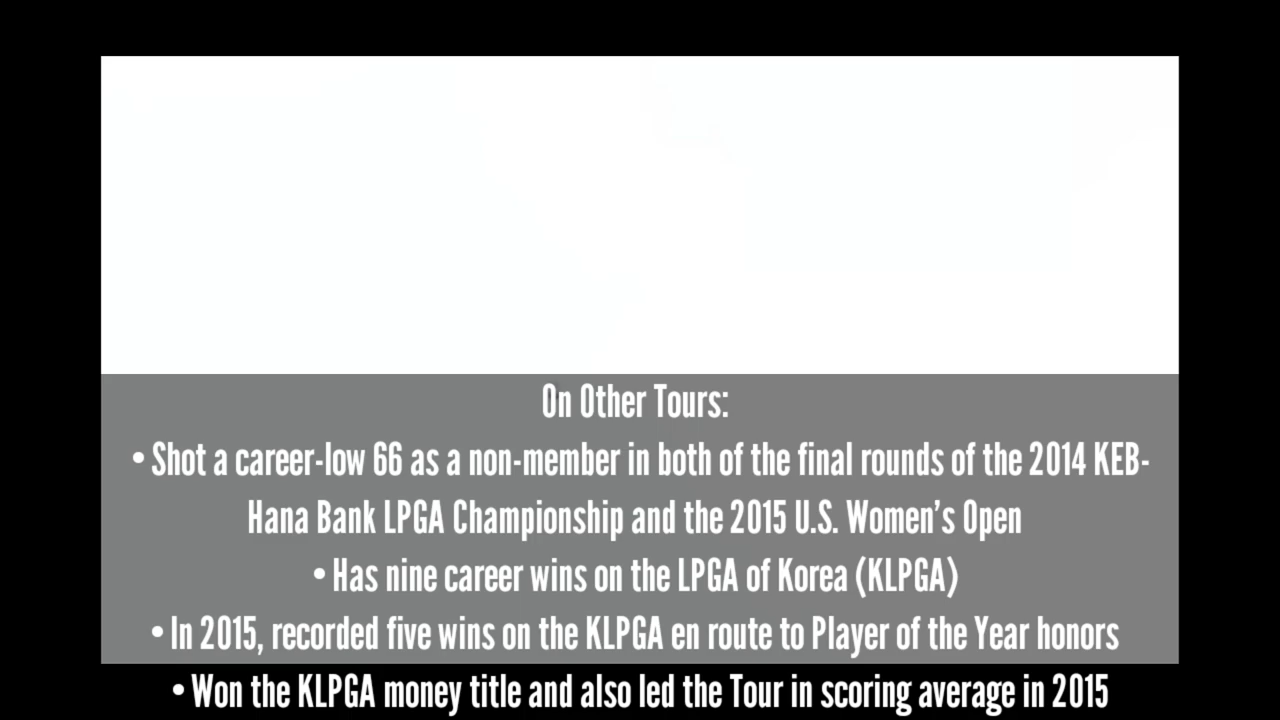 On Other Tours:
• Shot a career-low 66 as a non-member in both of the final rounds of the 2014 KEB-
Hana Bank LPGA Championship and the 2015 U.S. Women's Open
• Has nine career wins on the LPGA of Korea (KLPGA)
• In 2015, recorded five wins on the KLPGA en route to Player of the Year honors
• Won the KLPGA money title and also led the Tour in scoring average in 2015